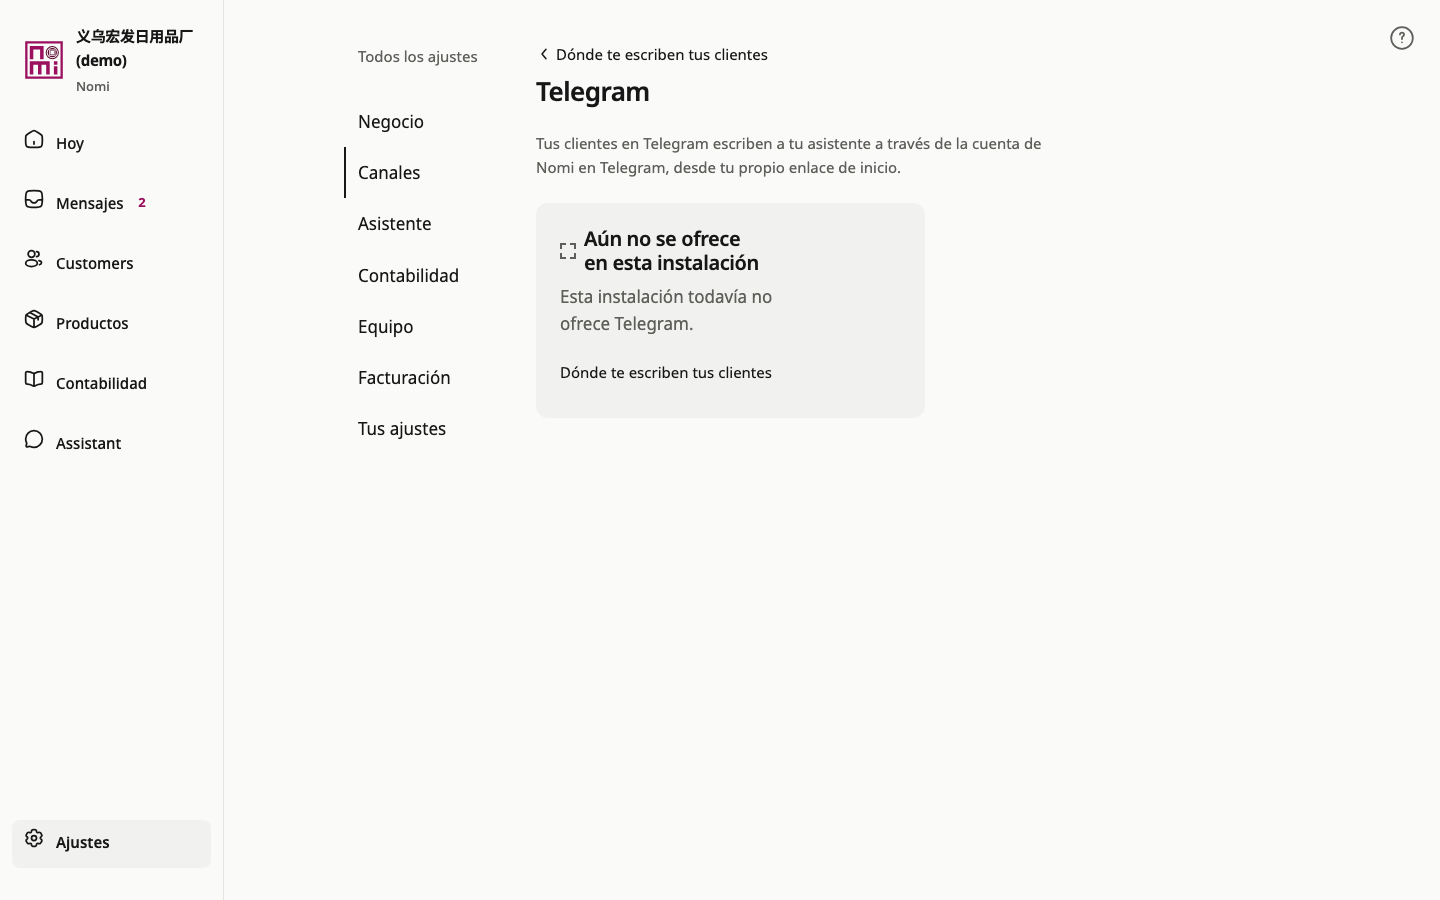 义乌宏发日用品厂
(demo)
Nomi
Hoy
Mensajes 2
Customers
Productos
Contabilidad
Assistant
Ajustes
Todos los ajustes
Negocio
Canales
Asistente
Contabilidad
Equipo
Facturación
Tus ajustes
Dónde te escriben tus clientes
Telegram
Tus clientes en Telegram escriben a tu asistente a través de la cuenta de
Nomi en Telegram, desde tu propio enlace de inicio.
Aún no se ofrece
en esta instalación
Esta instalación todavía no
ofrece Telegram.
Dónde te escriben tus clientes